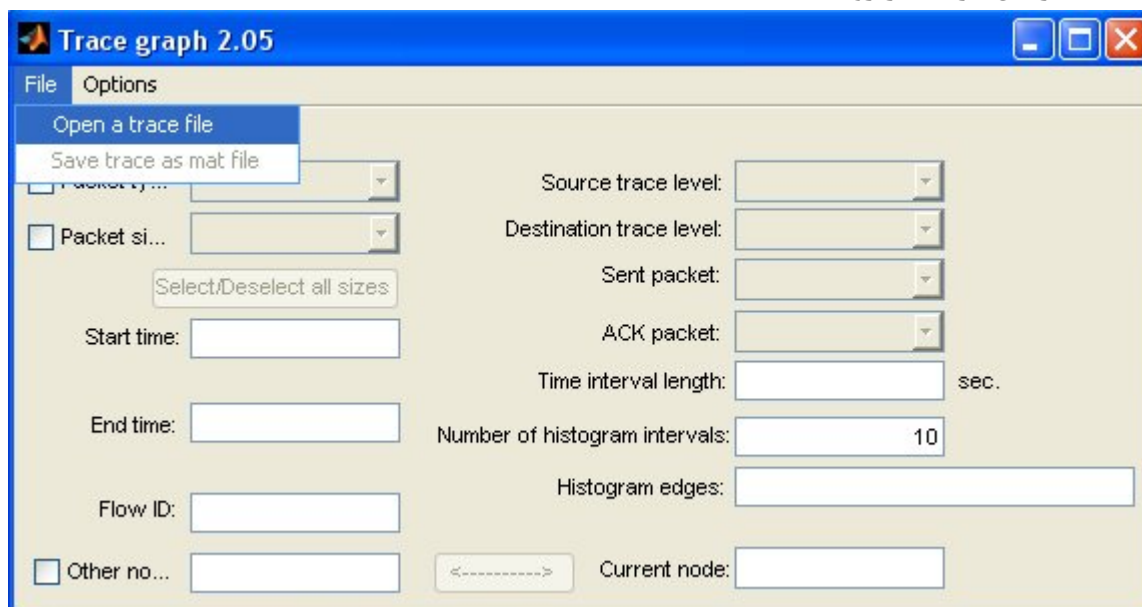 Trace graph 2.05
File Options
Open a trace file
Save trace as mat file
Source trace level:
Packet si...
Destination trace level:
Select/Deselect all sizes
Sent packet:
Start time:
ACK packet:
Time interval length:
sec.
End time:
Number of histogram intervals:
10
Histogram edges:
Flow ID:
Other no...
<---------->
Current node: